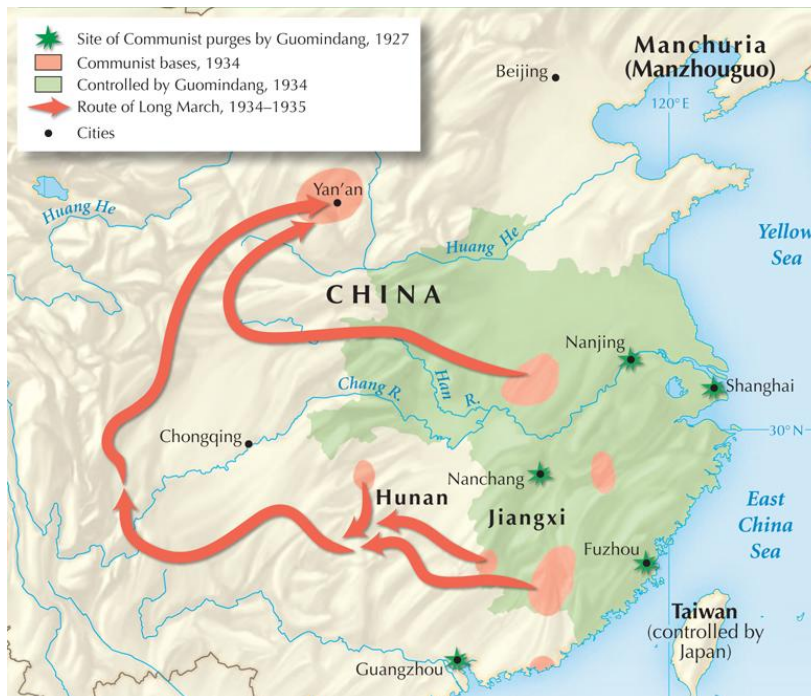 Site of Communist purges by Guomindang, 1927
Communist bases, 1934
Controlled by Guomindang, 1934
Route of Long March, 1934–1935
Cities
Manchuria
(Manzhouguo)
Beijing
120°E
Yan'an
Huang He
Huang He
Yellow
Sea
CHINA
Nanjing
Han
R.
Shanghai
Chang R.
Chongqing
30°N
Nanchang
Hunan
Jiangxi
East
China
Sea
Fuzhou
Taiwan
(controlled by
Japan)
Guangzhou